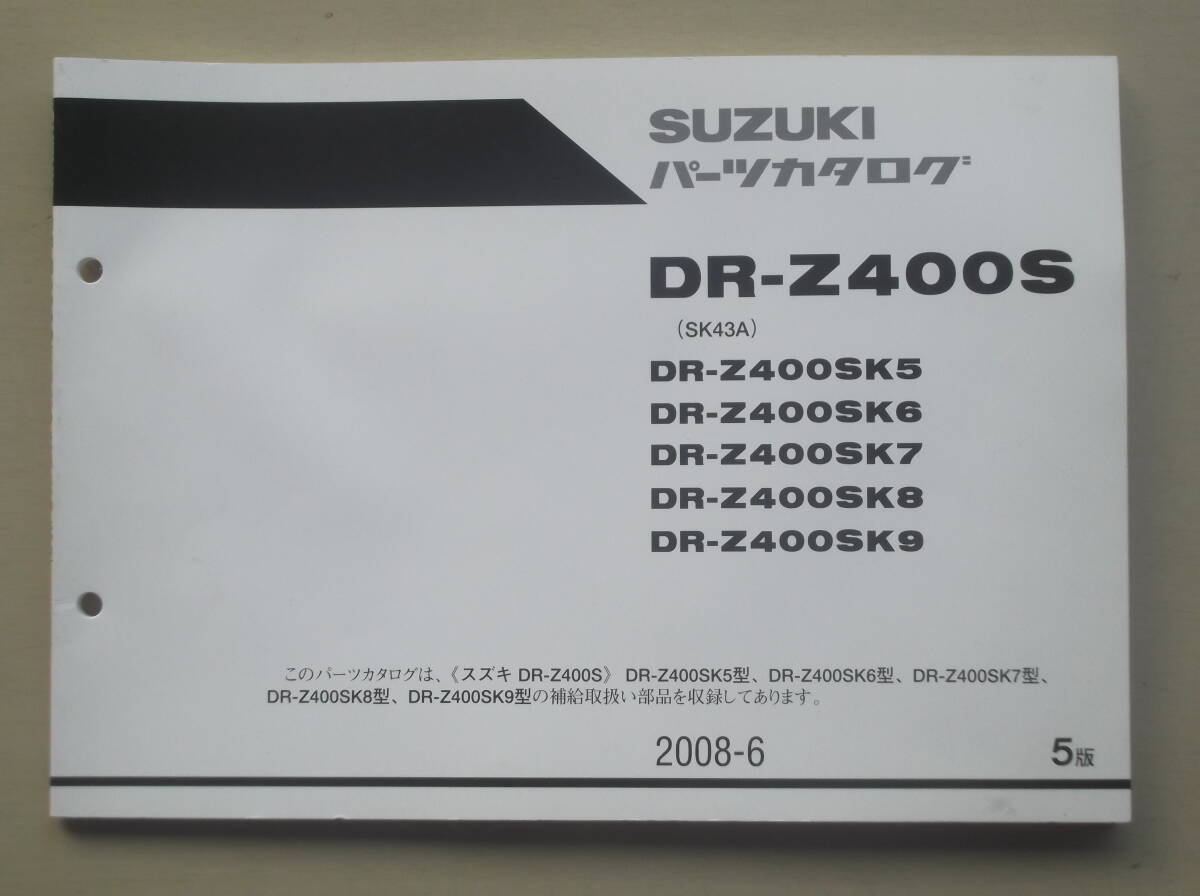 SUZUKI
パーツカタログ
DR-Z400S
(SK43A)
DR-Z400SK5
DR-Z400SK6
DR-Z400SK7
DR-Z400SK8
DR-Z400SK9
このパーツカタログは、《スズキ DR-Z400S》 DR-Z400SK5型、DR-Z400SK6型、DR-Z400SK7型、
DR-Z400SK8型、DR-Z400SK9型の補給取扱い部品を収録してあります。
2008-6 5版